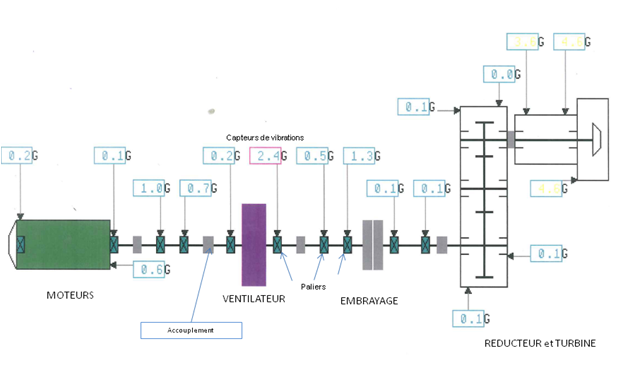 0.0G
0.1G
Capteurs de vibrations
0.2G
0.1G
0.2G
2.4G
0.5G
1.3G
1.0G
0.7G
0.1G
0.1G
0.1G
0.6G
MOTEURS
VENTILATEUR
Paliers
EMBRAYAGE
Accouplement
0.1G
REDUCTEUR et TURBINE